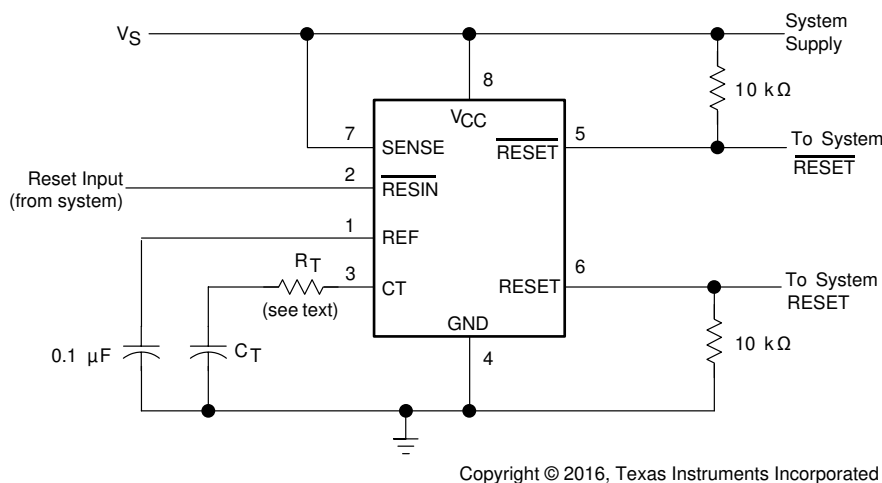 System
Supply
VS
8
10 kΩ
VCC
7
SENSE
RESET
5
To System
RESET
Reset Input
(from system)
2
RESIN
1
REF
RT
3
(see text)
CT
RESET
6
To System
RESET
GND
4
0.1 µF
CT
10 kΩ
Copyright © 2016, Texas Instruments Incorporated